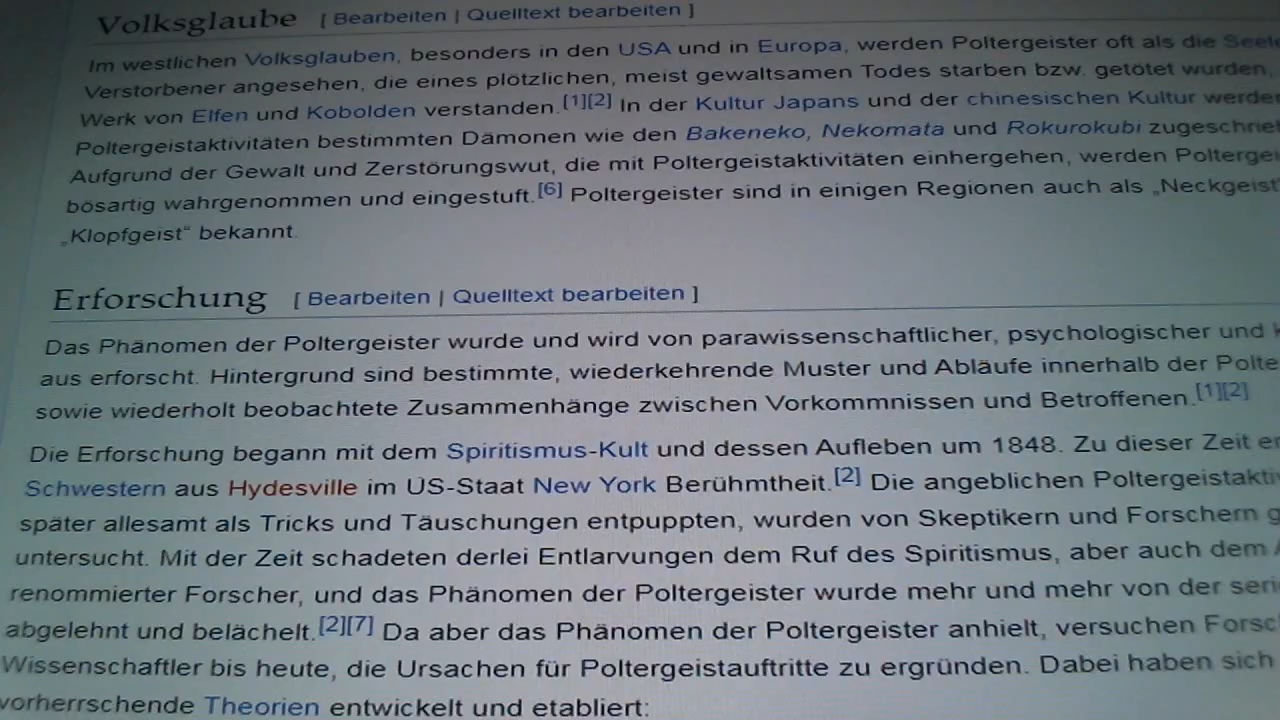 Volksglaube [ Bearbeiten | Quelltext bearbeiten ]
Im westlichen Volksglauben, besonders in den USA und in Europa, werden Poltergeister oft als die
Verstorbener angesehen, die eines plötzlichen, meist gewaltsamen Todes starben bzw. getötet wurden,
Werk von Elfen und Kobolden verstanden.[1][2] In der Kultur Japans und der chinesischen Kultur
Poltergeistaktivitäten bestimmten Dämonen wie den Bakeneko, Nekomata und Rokurokubi
Aufgrund der Gewalt und Zerstörungswut, die mit Poltergeistaktivitäten einhergehen, werden
bösartig wahrgenommen und eingestuft.[6] Poltergeister sind in einigen Regionen auch als „Neckgeist“
„Klopfgeist“ bekannt.
Erforschung [ Bearbeiten | Quelltext bearbeiten ]
Das Phänomen der Poltergeister wurde und wird von parawissenschaftlicher, psychologischer und
aus erforscht. Hintergrund sind bestimmte, wiederkehrende Muster und Abläufe innerhalb der
sowie wiederholt beobachtete Zusammenhänge zwischen Vorkommnissen und Betroffenen.[1][2]
Die Erforschung begann mit dem Spiritismus-Kult und dessen Aufleben um 1848. Zu dieser Zeit
Schwestern aus Hydesville im US-Staat New York Berühmtheit.[2] Die angeblichen
später allesamt als Tricks und Täuschungen entpuppten, wurden von Skeptikern und Forschern
untersucht. Mit der Zeit schadeten derlei Entlarvungen dem Ruf des Spiritismus, aber auch dem
renommierter Forscher, und das Phänomen der Poltergeister wurde mehr und mehr von der
abgelehnt und belächelt.[2][7] Da aber das Phänomen der Poltergeister anhielt, versuchen
Wissenschaftler bis heute, die Ursachen für Poltergeistauftritte zu ergründen. Dabei haben sich
vorherrschende Theorien entwickelt und etabliert: